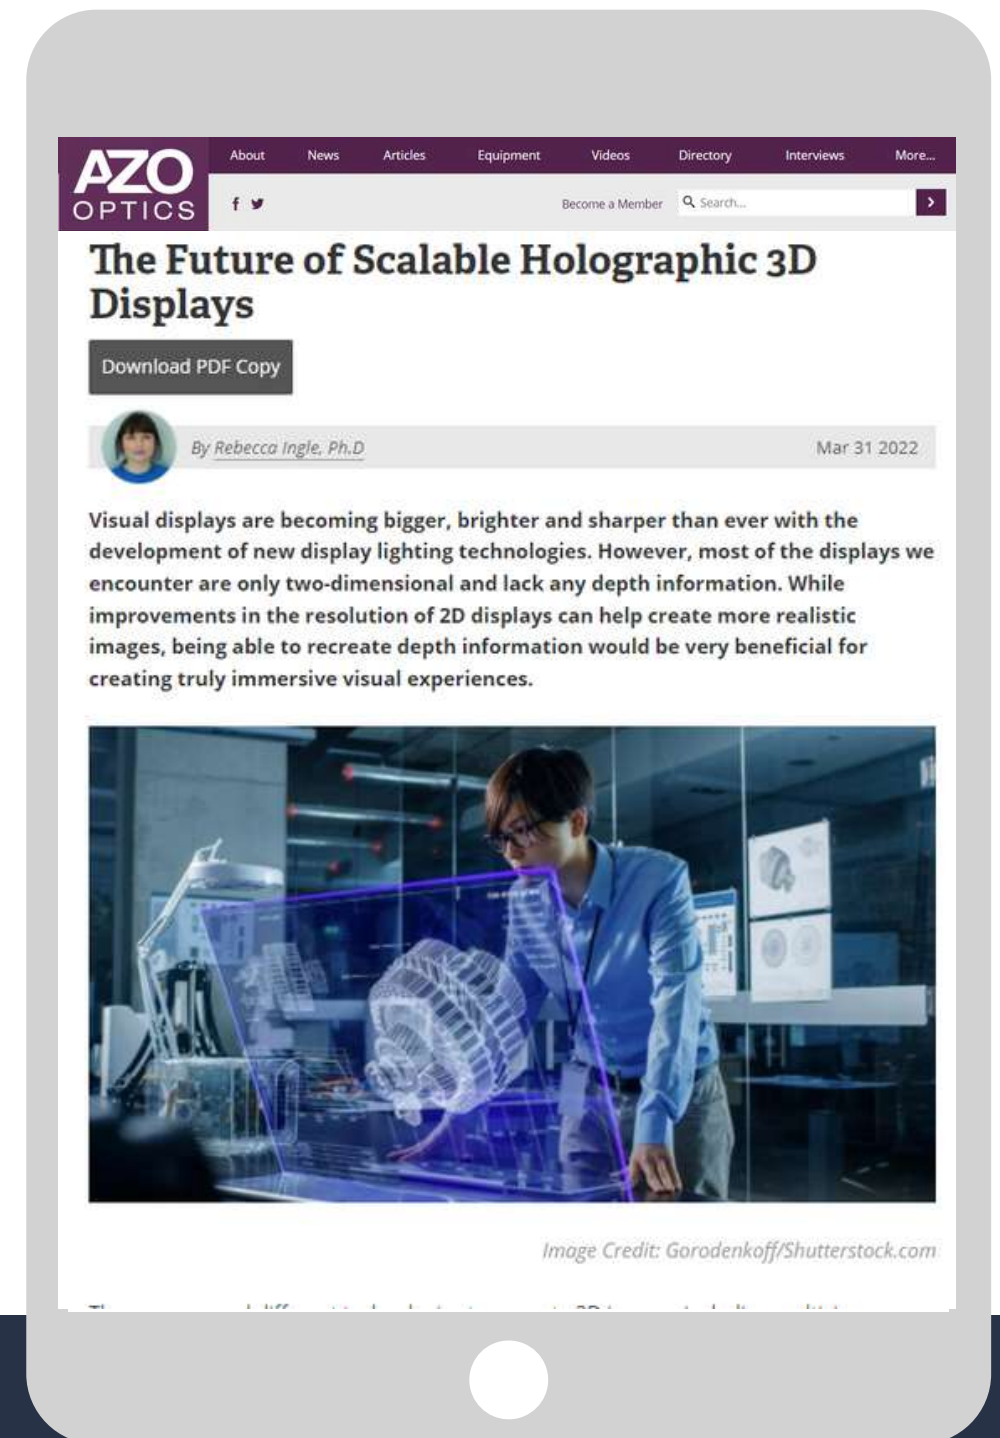 AZO
OPTICS
About News Articles Equipment Videos Directory Interviews More...
f Become a Member Search...
The Future of Scalable Holographic 3D
Displays
Download PDF Copy
By Rebecca Ingle, Ph.D Mar 31 2022
Visual displays are becoming bigger, brighter and sharper than ever with the
development of new display lighting technologies. However, most of the displays we
encounter are only two-dimensional and lack any depth information. While
improvements in the resolution of 2D displays can help create more realistic
images, being able to recreate depth information would be very beneficial for
creating truly immersive visual experiences.
Image Credit: Gorodenkoff/Shutterstock.com